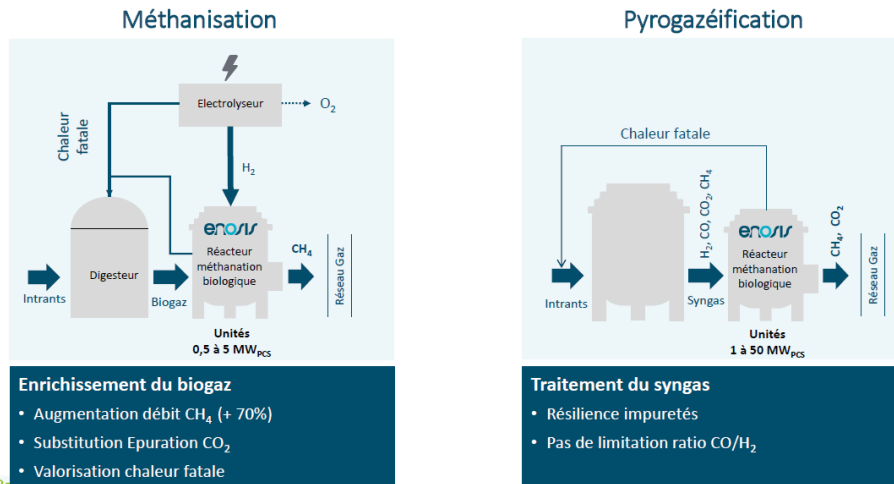 Méthanisation
Electrolyseur
O₂
Chaleur
fatale
H₂
enosis
Réacteur
méthanation
biologique
CH₄
Réseau Gaz
Digesteur
Intrants
Biogaz
Unités
0,5 à 5 MW_PCS
Enrichissement du biogaz
• Augmentation débit CH₄ (+ 70%)
• Substitution Epuration CO₂
• Valorisation chaleur fatale
Pyrogazéification
Chaleur fatale
H₂, CO, CO₂, CH₄
enosis
Réacteur
méthanation
biologique
CH₄, CO₂
Réseau Gaz
Intrants
Syngas
Unités
1 à 50 MW_PCS
Traitement du syngas
• Résilience impuretés
• Pas de limitation ratio CO/H₂